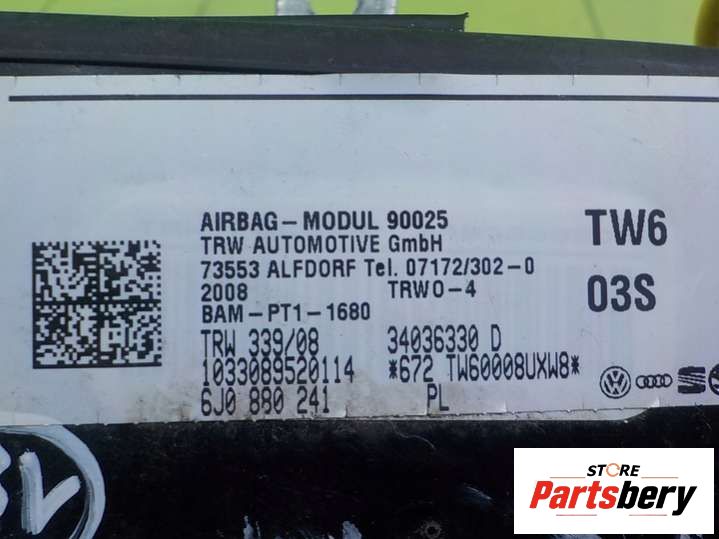 AIRBAG-MODUL 90025
TRW AUTOMOTIVE GmbH
73553 ALFDORF Tel. 07172/302-0
2008 TRWO-4
BAM-PT1-1680
TRW 339/08 34036330 D
1033089520114 *672 TW60008UXW8*
6J0 880 241 PL
TW6
03S
STORE
Partsbery